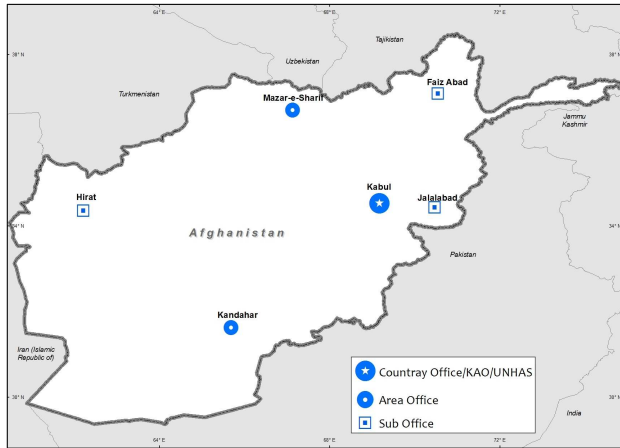 64° E
68° E
72° E
Tajikistan
38° N
38° N
Uzbekistan
Turkmenistan
Faiz Abad
Mazar-e-Sharif
Jammu
Kashmir
Kabul
Jalalabad
Hirat
34° N
34° N
Afghanistan
Pakistan
Kandahar
Iran (Islamic
Republic of)
Countray Office/KAO/UNHAS
Area Office
Sub Office
30° N
30° N
India
64° E
68° E
72° E